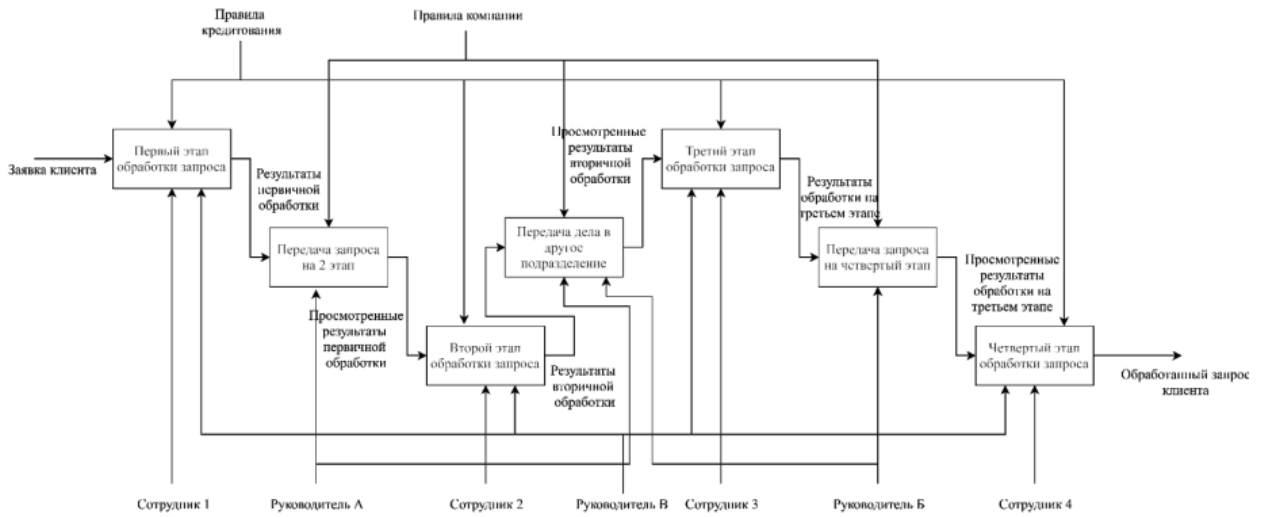 Правила
кредитования
Правила компании
Первый этап
обработки запроса
Заявка клиента
Результаты
первичной
обработки
Передача запроса
на 2 этап
Просмотренные
результаты
первичной
обработки
Второй этап
обработки запроса
Результаты
вторичной
обработки
Передача дела в
другое
подразделение
Просмотренные
результаты
вторичной
обработки
Третий этап
обработки запроса
Результаты
обработки на
третьем этапе
Передача запроса
на четвертый этап
Просмотренные
результаты
обработки на
третьем этапе
Четвертый этап
обработки запроса
Обработанный запрос
клиента
Сотрудник 1
Руководитель А
Сотрудник 2
Руководитель В
Сотрудник 3
Руководитель Б
Сотрудник 4